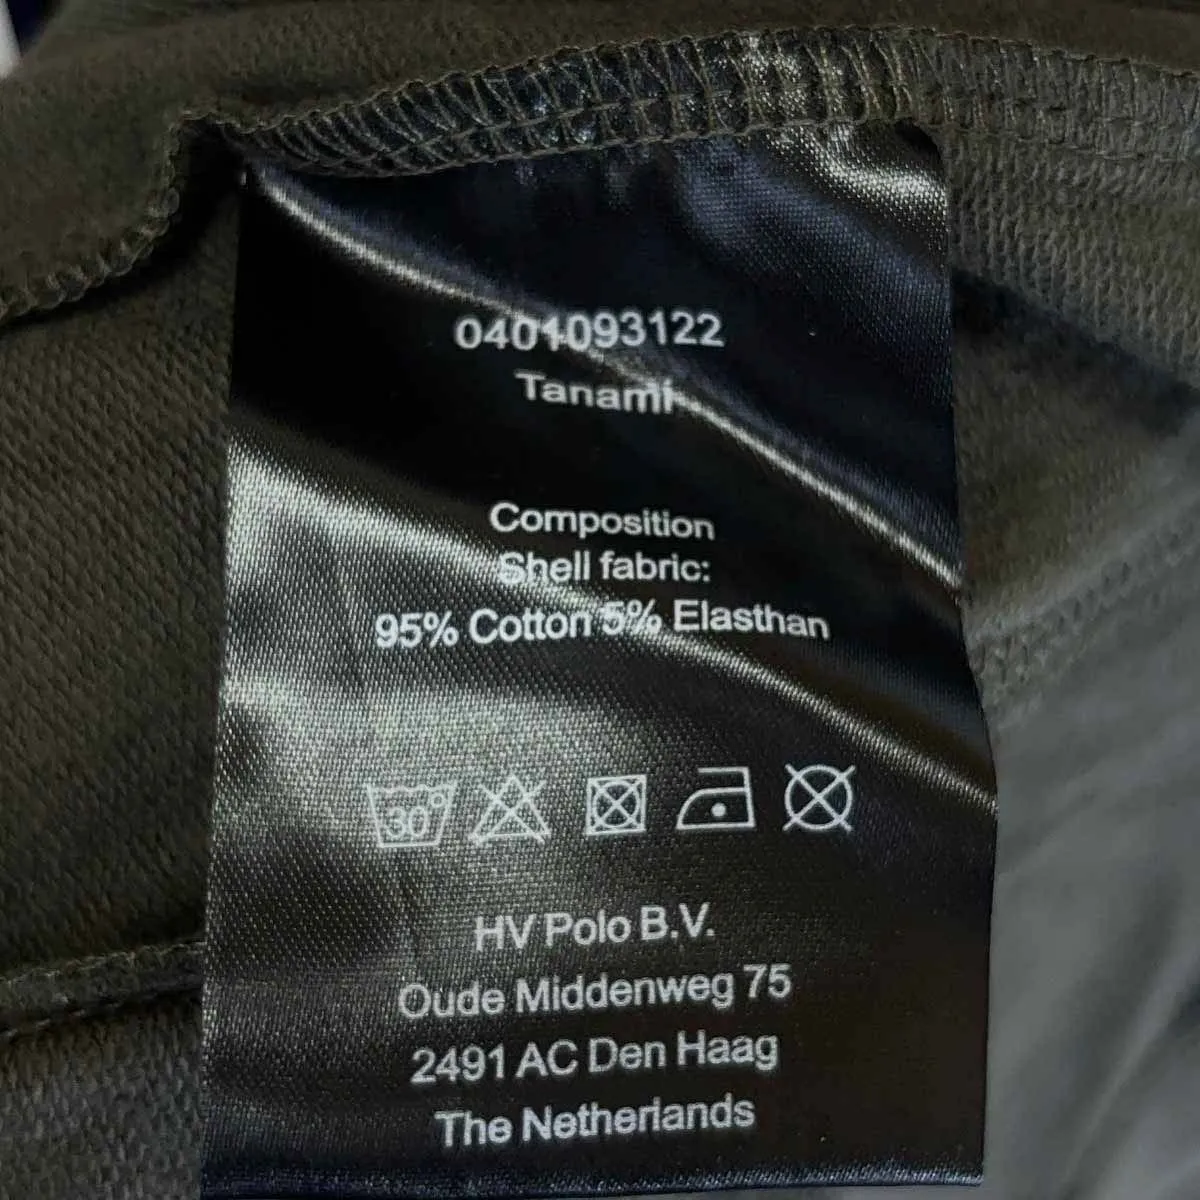 0401093122
Tanami
Composition
Shell fabric:
95% Cotton 5% Elasthan
30°
HV Polo B.V.
Oude Middenweg 75
2491 AC Den Haag
The Netherlands